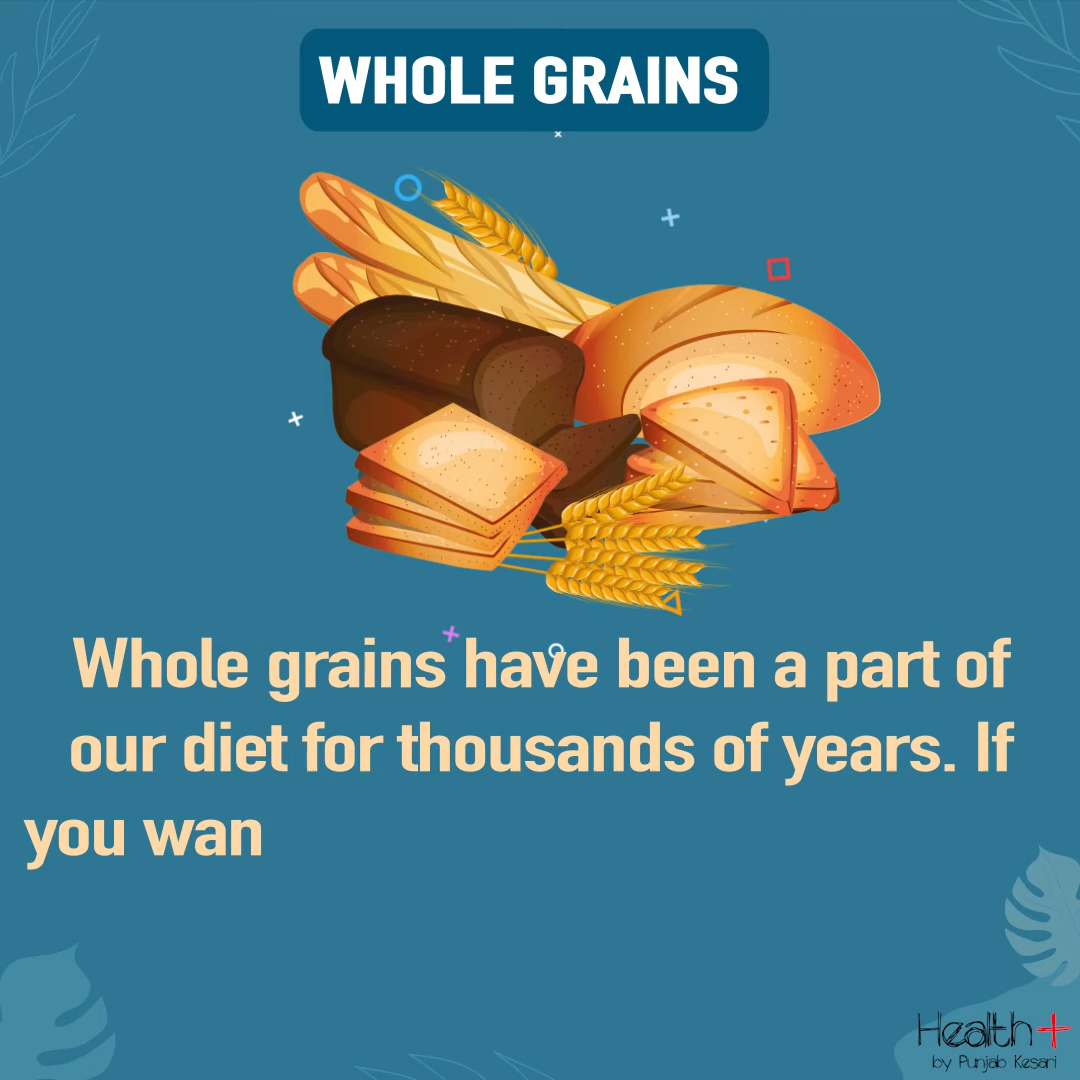 WHOLE GRAINS
Whole grains have been a part of
our diet for thousands of years. If
you wan
Health+
by Punjab Kesari